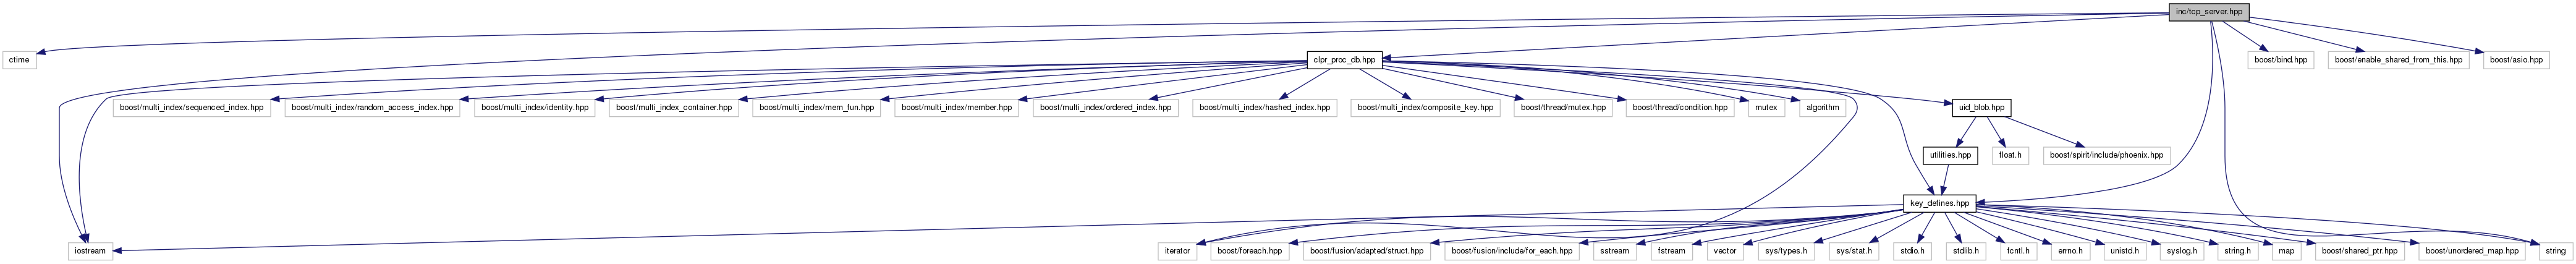 inc/tcp_server.hpp
ctime
clpr_proc_db.hpp
boost/bind.hpp
boost/enable_shared_from_this.hpp
boost/asio.hpp
boost/multi_index/sequenced_index.hpp
boost/multi_index/random_access_index.hpp
boost/multi_index/identity.hpp
boost/multi_index_container.hpp
boost/multi_index/mem_fun.hpp
boost/multi_index/member.hpp
boost/multi_index/ordered_index.hpp
boost/multi_index/hashed_index.hpp
boost/multi_index/composite_key.hpp
boost/thread/mutex.hpp
boost/thread/condition.hpp
mutex
algorithm
uid_blob.hpp
utilities.hpp
float.h
boost/spirit/include/phoenix.hpp
key_defines.hpp
iostream
iterator
boost/foreach.hpp
boost/fusion/adapted/struct.hpp
boost/fusion/include/for_each.hpp
sstream
fstream
vector
sys/types.h
sys/stat.h
stdio.h
stdlib.h
fcntl.h
errno.h
unistd.h
syslog.h
string.h
map
boost/shared_ptr.hpp
boost/unordered_map.hpp
string